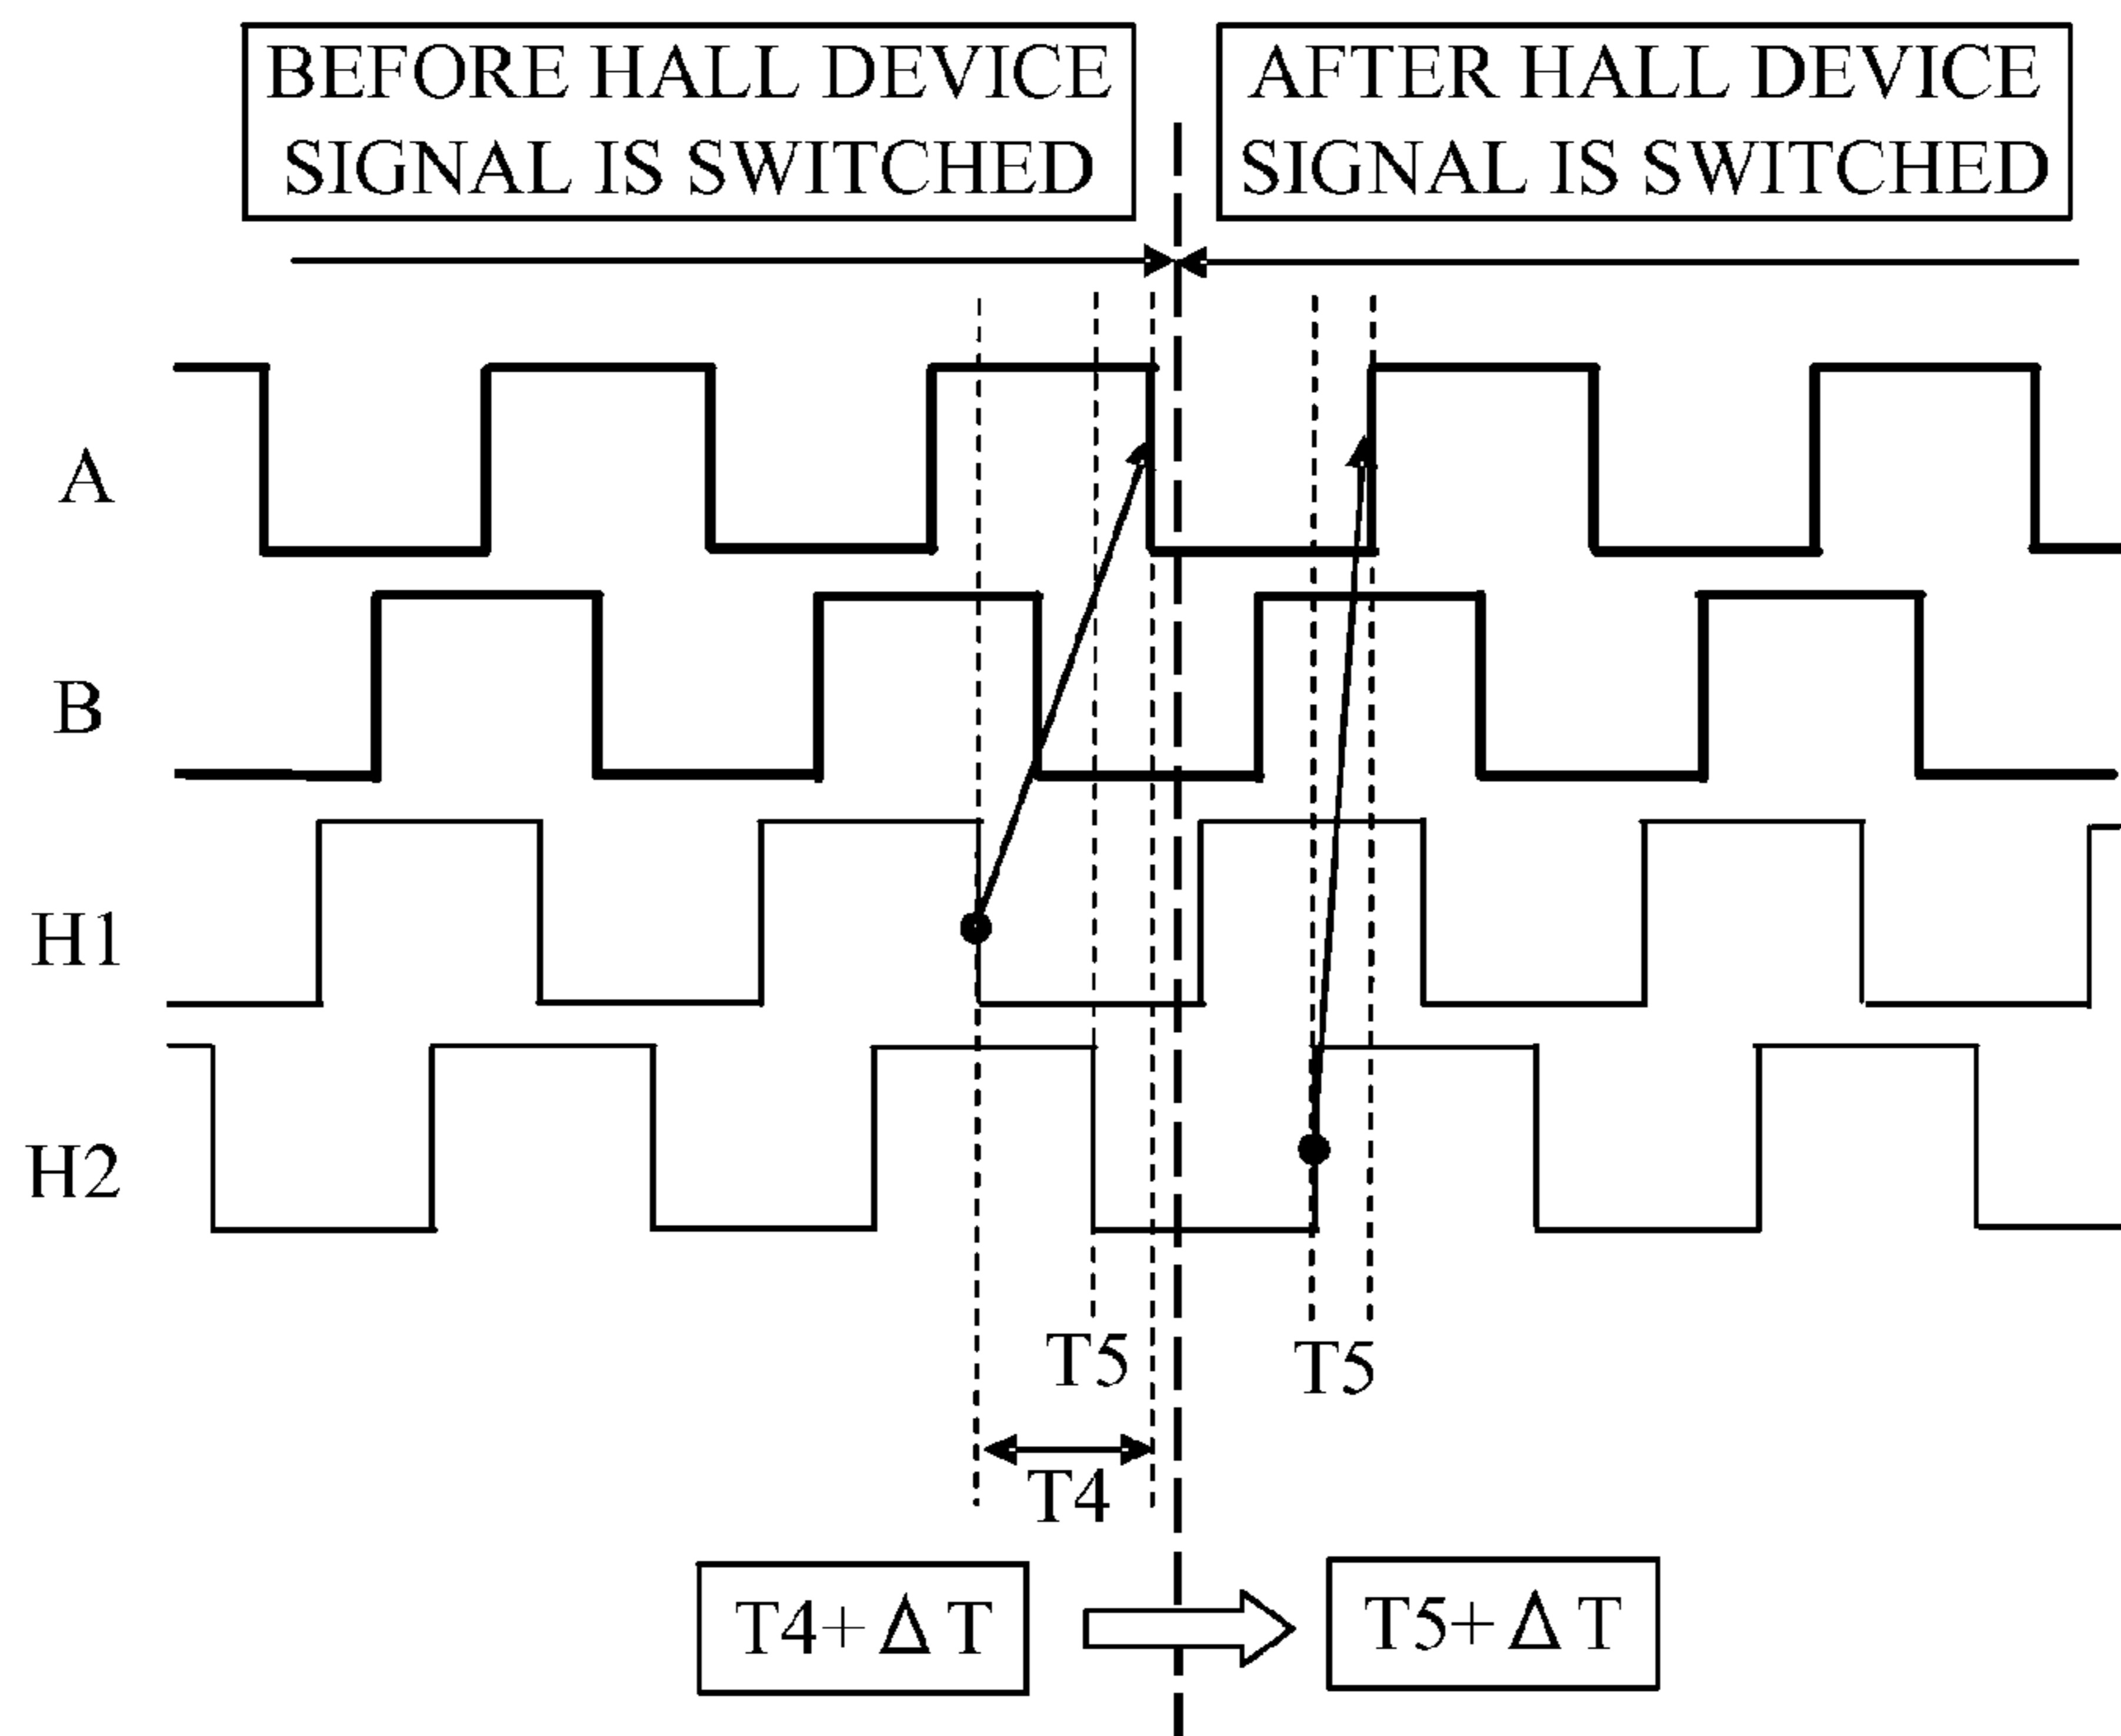 BEFORE HALL DEVICE
SIGNAL IS SWITCHED
AFTER HALL DEVICE
SIGNAL IS SWITCHED
A
B
H1
H2
T5
T5
T4
T4+ΔT
T5+ΔT